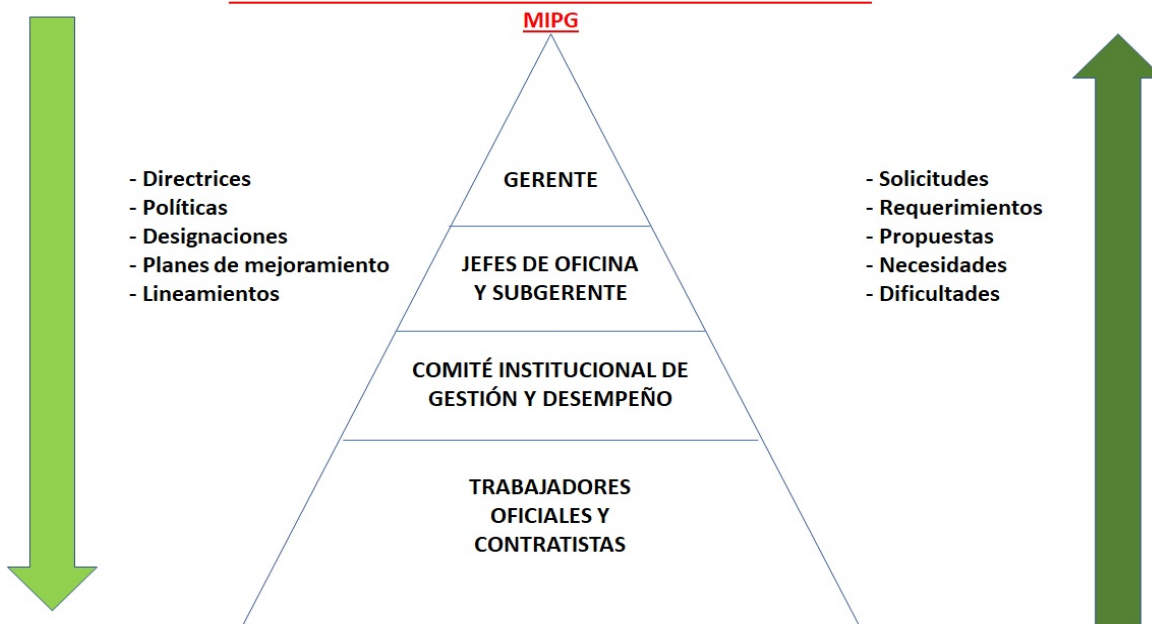 MIPG
- Directrices
- Políticas
- Designaciones
- Planes de mejoramiento
- Lineamientos
GERENTE
JEFES DE OFICINA
Y SUBGERENTE
COMITÉ INSTITUCIONAL DE
GESTIÓN Y DESEMPEÑO
TRABAJADORES
OFICIALES Y
CONTRATISTAS
- Solicitudes
- Requerimientos
- Propuestas
- Necesidades
- Dificultades